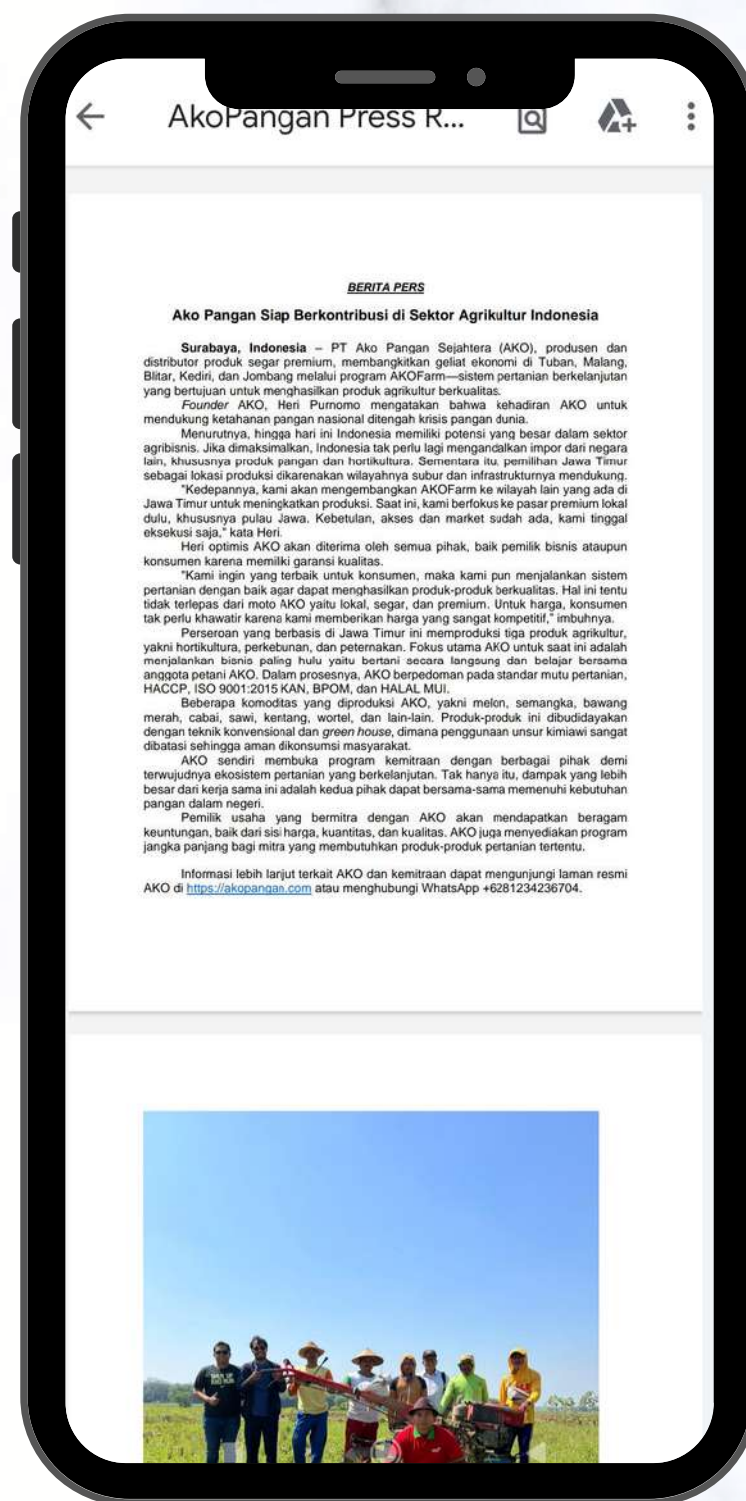 AkoPangan Press R...
BERITA PERS
Ako Pangan Siap Berkontribusi di Sektor Agrikultur Indonesia
Surabaya, Indonesia – PT Ako Pangan Sejahtera (AKO), produsen dan
distributor produk segar premium, membangkitkan geliat ekonomi di Tuban, Malang,
Blitar, Kediri, dan Jombang melalui program AKOFarm—sistem pertanian berkelanjutan
yang bertujuan untuk menghasilkan produk agrikultur berkualitas.
Founder AKO, Heri Purnomo mengatakan bahwa kehadiran AKO untuk
mendukung ketahanan pangan nasional ditengah krisis pangan dunia.
Menurutnya, hingga hari ini Indonesia memiliki potensi yang besar dalam sektor
agribisnis. Jika dimaksimalkan, Indonesia tak perlu lagi mengandalkan impor dari negara
lain, khususnya produk pangan dan hortikultura. Sementara itu, pemilihan Jawa Timur
sebagai lokasi produksi dikarenakan wilayahnya subur dan infrastrukturnya mendukung.
"Kedepannya, kami akan mengembangkan AKOFarm ke wilayah lain yang ada di
Jawa Timur untuk meningkatkan produksi. Saat ini, kami berfokus ke pasar premium lokal
dulu, khususnya pulau Jawa. Kebetulan, akses dan market sudah ada, kami tinggal
eksekusi saja," kata Heri.
Heri optimis AKO akan diterima oleh semua pihak, baik pemilik bisnis ataupun
konsumen karena memilki garansi kualitas.
"Kami ingin yang terbaik untuk konsumen, maka kami pun menjalankan sistem
pertanian dengan baik agar dapat menghasilkan produk-produk berkualitas. Hal ini tentu
tidak terlepas dari moto AKO yaitu lokal, segar, dan premium. Untuk harga, konsumen
tak perlu khawatir karena kami memberikan harga yang sangat kompetitif," imbuhnya.
Perseroan yang berbasis di Jawa Timur ini memproduksi tiga produk agrikultur,
yakni hortikultura, perkebunan, dan peternakan. Fokus utama AKO untuk saat ini adalah
menjalankan bisnis paling hulu yaitu bertani secara langsung dan belajar bersama
anggota petani AKO. Dalam prosesnya, AKO berpedoman pada standar mutu pertanian,
HACCP, ISO 9001:2015 KAN, BPOM, dan HALAL MUI.
Beberapa komoditas yang diproduksi AKO, yakni melon, semangka, bawang
merah, cabai, sawi, kentang, wortel, dan lain-lain. Produk-produk ini dibudidayakan
dengan teknik konvensional dan green house, dimana penggunaan unsur kimiawi sangat
dibatasi sehingga aman dikonsumsi masyarakat.
AKO sendiri membuka program kemitraan dengan berbagai pihak demi
terwujudnya ekosistem pertanian yang berkelanjutan. Tak hanya itu, dampak yang lebih
besar dari kerja sama ini adalah kedua pihak dapat bersama-sama memenuhi kebutuhan
pangan dalam negeri.
Pemilik usaha yang bermitra dengan AKO akan mendapatkan beragam
keuntungan, baik dari sisi harga, kuantitas, dan kualitas. AKO juga menyediakan program
jangka panjang bagi mitra yang membutuhkan produk-produk pertanian tertentu.
Informasi lebih lanjut terkait AKO dan kemitraan dapat mengunjungi laman resmi
AKO di https://akopangan.com atau menghubungi WhatsApp +6281234236704.